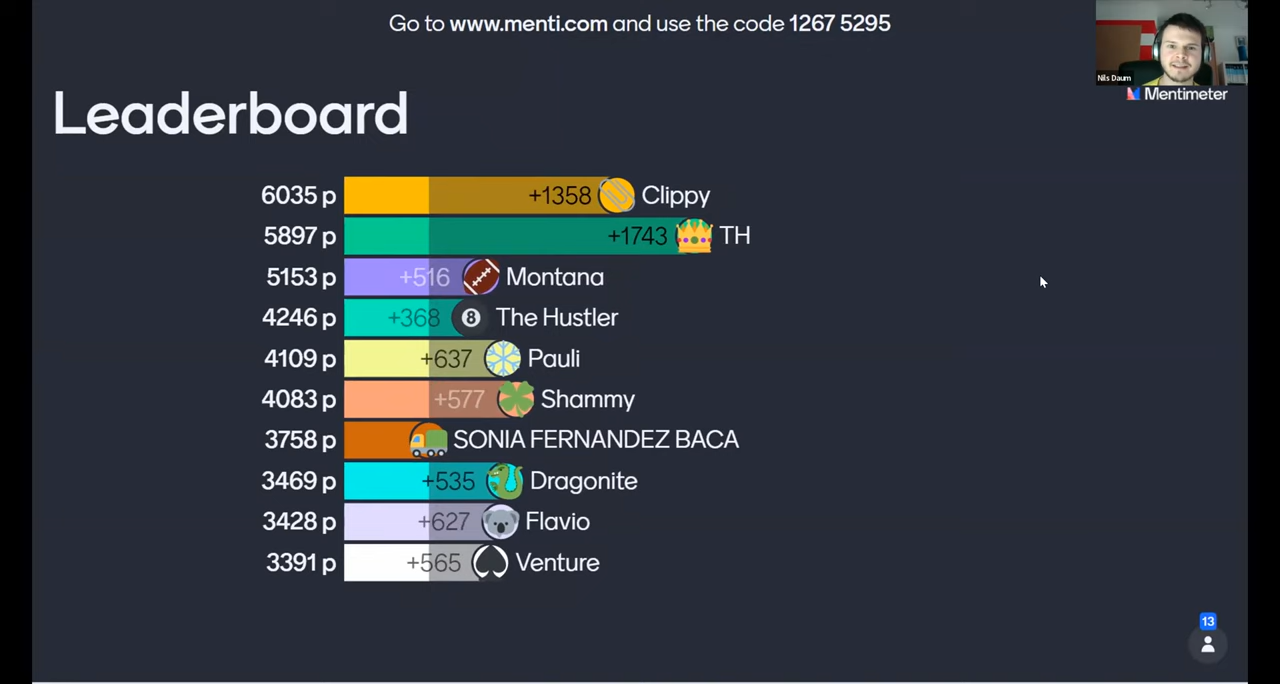 Go to www.menti.com and use the code 1267 5295
Nils Daum
Mentimeter
Leaderboard
6035 p +1358 Clippy
5897 p +1743 TH
5153 p +516 Montana
4246 p +368 8 The Hustler
4109 p +637 Pauli
4083 p +577 Shammy
3758 p SONIA FERNANDEZ BACA
3469 p +535 Dragonite
3428 p +627 Flavio
3391 p +565 Venture
13